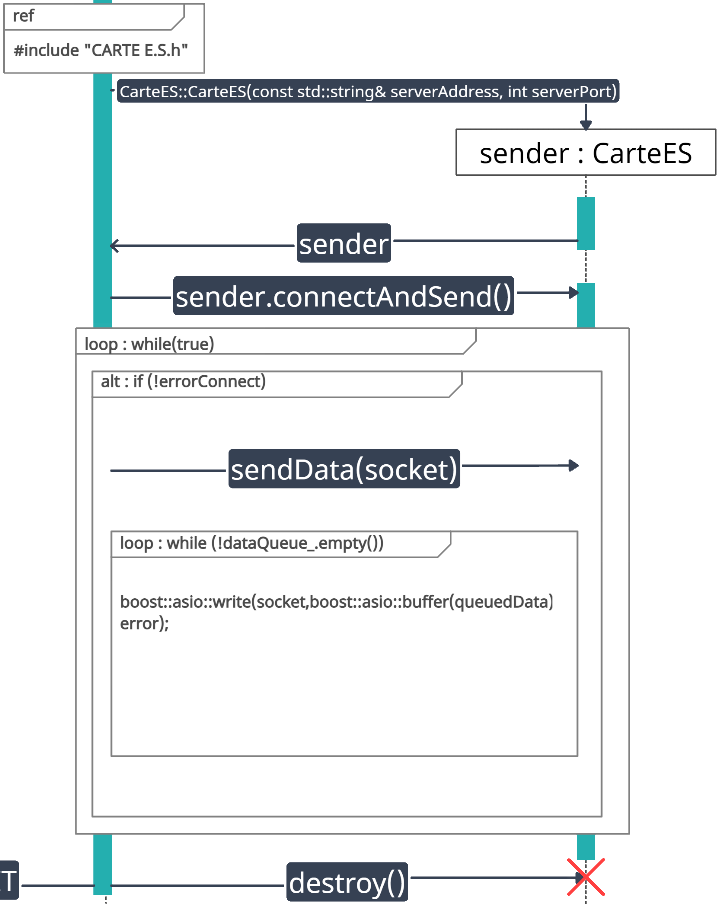 ref
#include "CARTE E.S.h"
CarteES::CarteES(const std::string& serverAddress, int serverPort)
sender : CarteES
sender
sender.connectAndSend()
loop : while(true)
alt : if (!errorConnect)
sendData(socket)
loop : while (!dataQueue_.empty())
boost::asio::write(socket,boost::asio::buffer(queuedData)
error);
T
destroy()